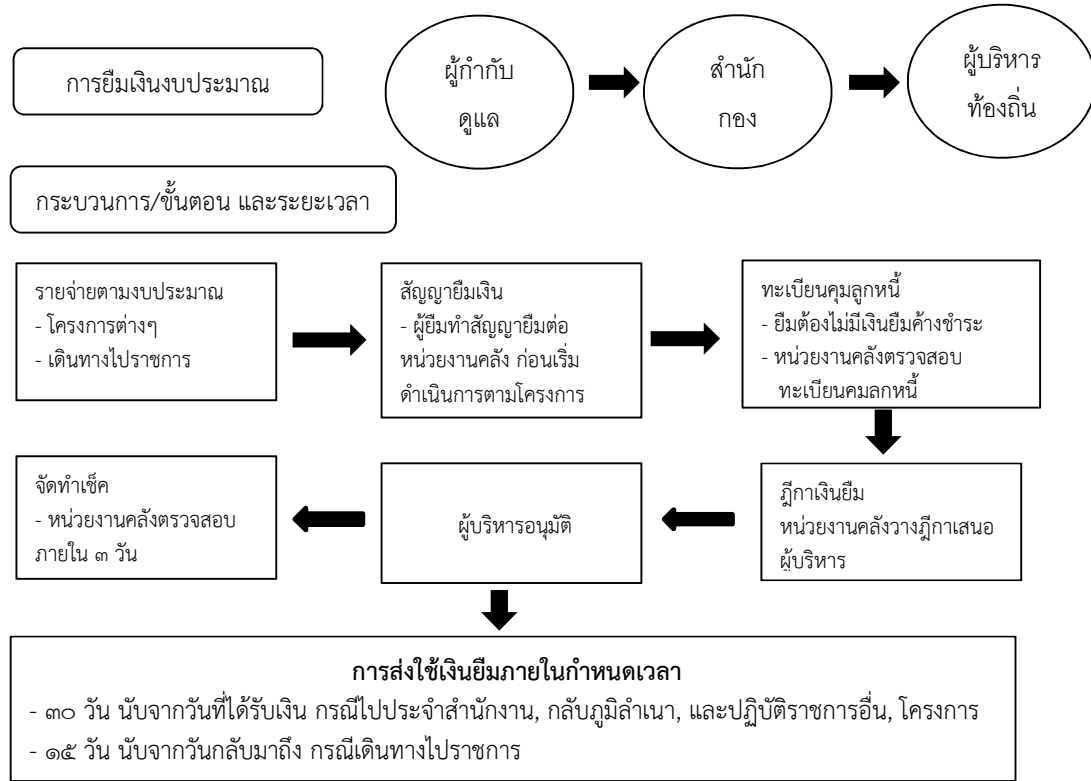 การยืมเงินงบประมาณ
ผู้กำกับ
ดูแล
สำนัก
กอง
ผู้บริหาร
ท้องถิ่น
กระบวนการ/ขั้นตอน และระยะเวลา
รายจ่ายตามงบประมาณ
- โครงการต่างๆ
- เดินทางไปราชการ
สัญญายืมเงิน
- ผู้ยืมทำสัญญายืมต่อ
หน่วยงานคลัง ก่อนเริ่ม
ดำเนินการตามโครงการ
ทะเบียนคุมลูกหนี้
- ยืมต้องไม่มีเงินยืมค้างชำระ
- หน่วยงานคลังตรวจสอบ
ทะเบียนคุมลูกหนี้
จัดทำเช็ค
- หน่วยงานคลังตรวจสอบ
ภายใน ๓ วัน
ผู้บริหารอนุมัติ
ฎีกาเงินยืม
หน่วยงานคลังวางฎีกาเสนอ
ผู้บริหาร
การส่งใช้เงินยืมภายในกำหนดเวลา
- ๓๐ วัน นับจากวันที่ได้รับเงิน กรณีไปประจำสำนักงาน, กลับภูมิลำเนา, และปฏิบัติราชการอื่น, โครงการ
- ๑๕ วัน นับจากวันกลับมาถึง กรณีเดินทางไปราชการ